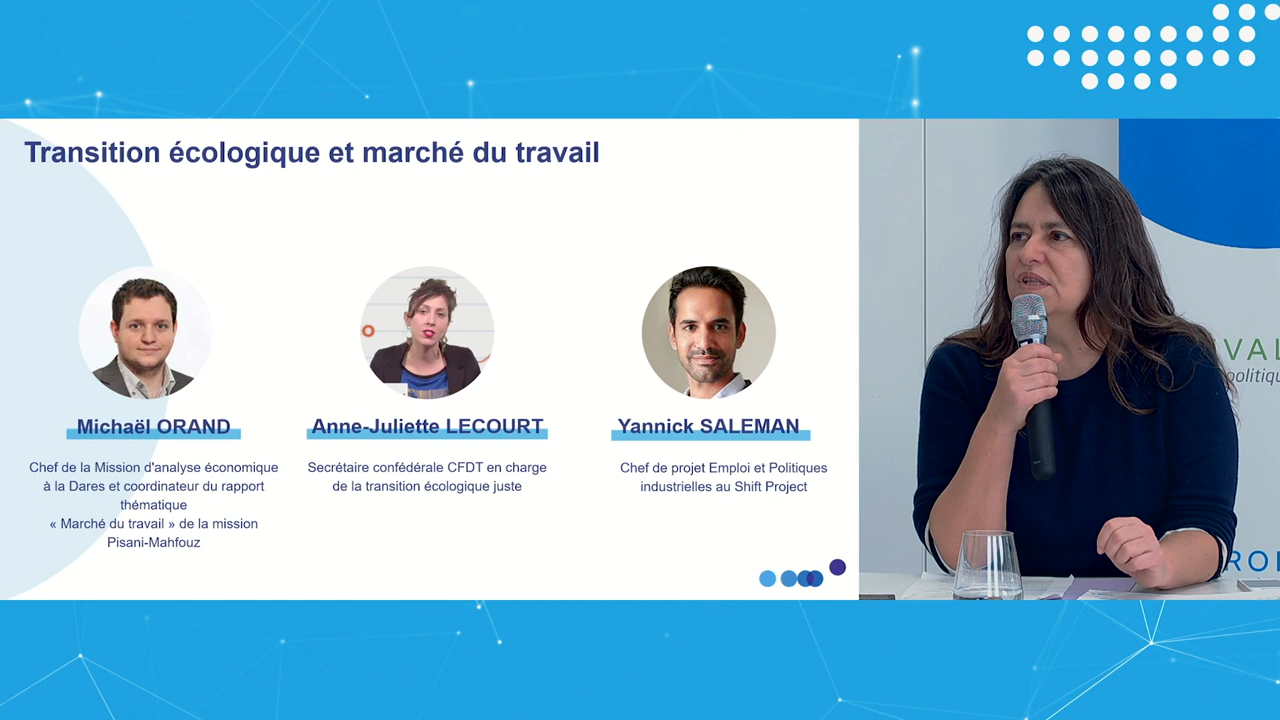 Transition écologique et marché du travail
Michaël ORAND
Chef de la Mission d'analyse économique
à la Dares et coordinateur du rapport
thématique
« Marché du travail » de la mission
Pisani-Mahfouz
Anne-Juliette LECOURT
Secrétaire confédérale CFDT en charge
de la transition écologique juste
Yannick SALEMAN
Chef de projet Emploi et Politiques
industrielles au Shift Project
VAL
politiqu